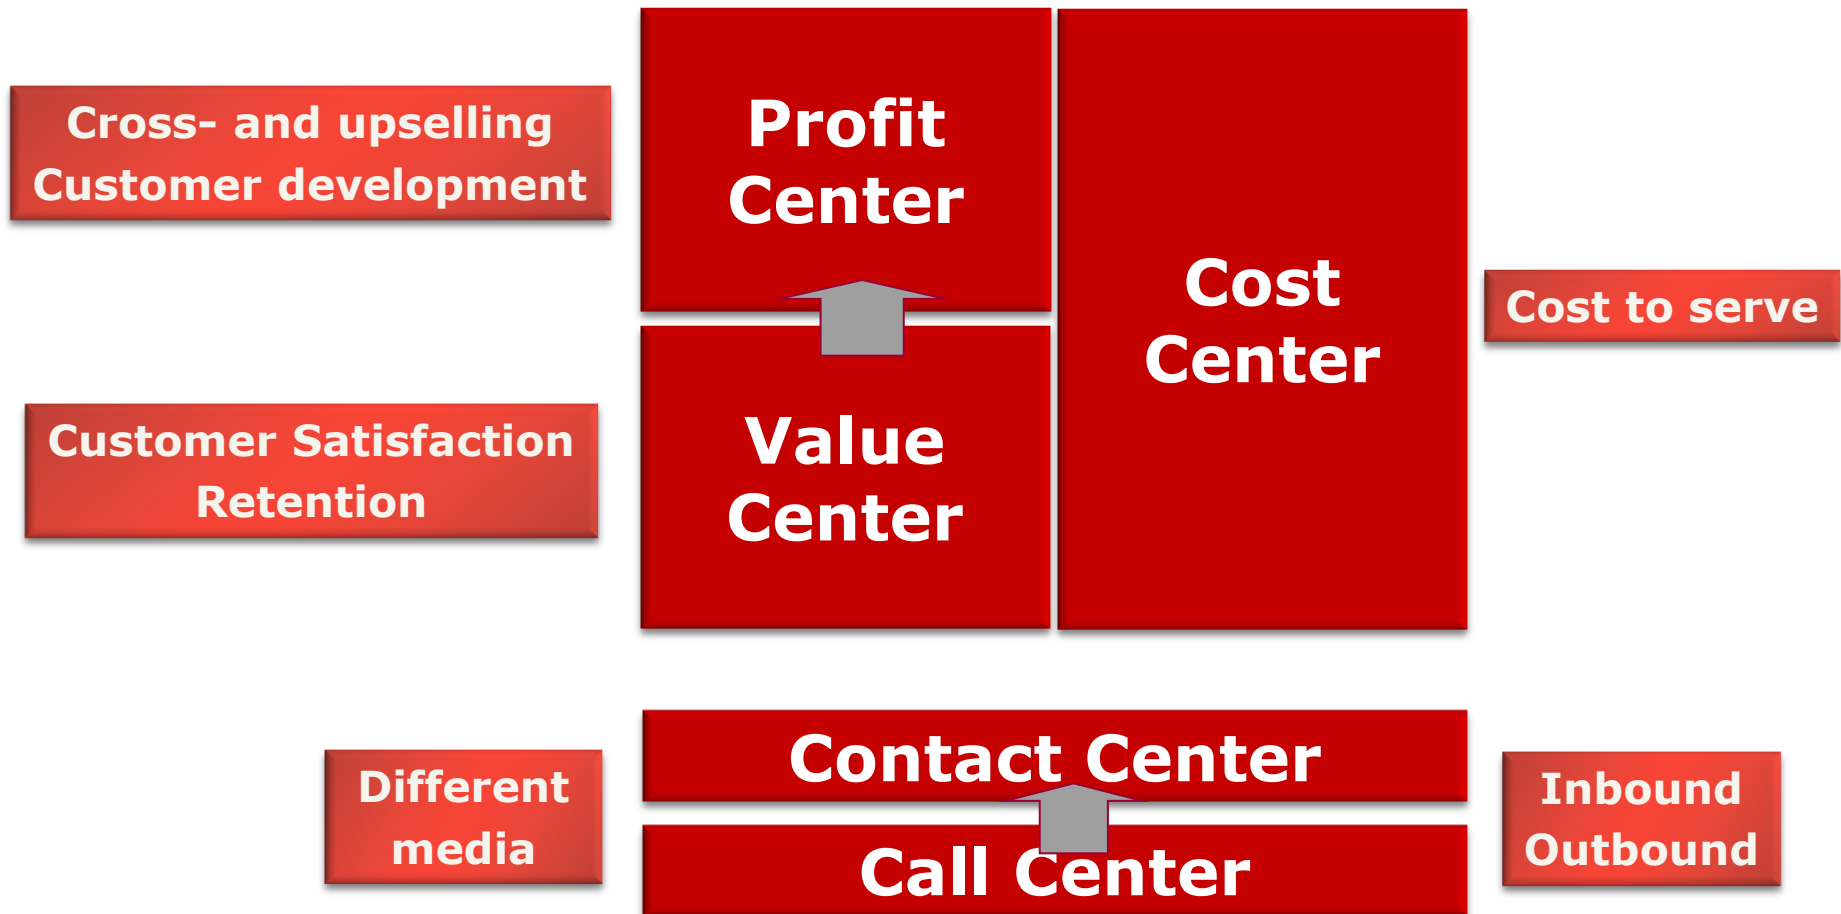 Cross- and upselling
Customer development
Profit
Center
Cost
Center
Cost to serve
Customer Satisfaction
Retention
Value
Center
Different
media
Contact Center
Call Center
Inbound
Outbound